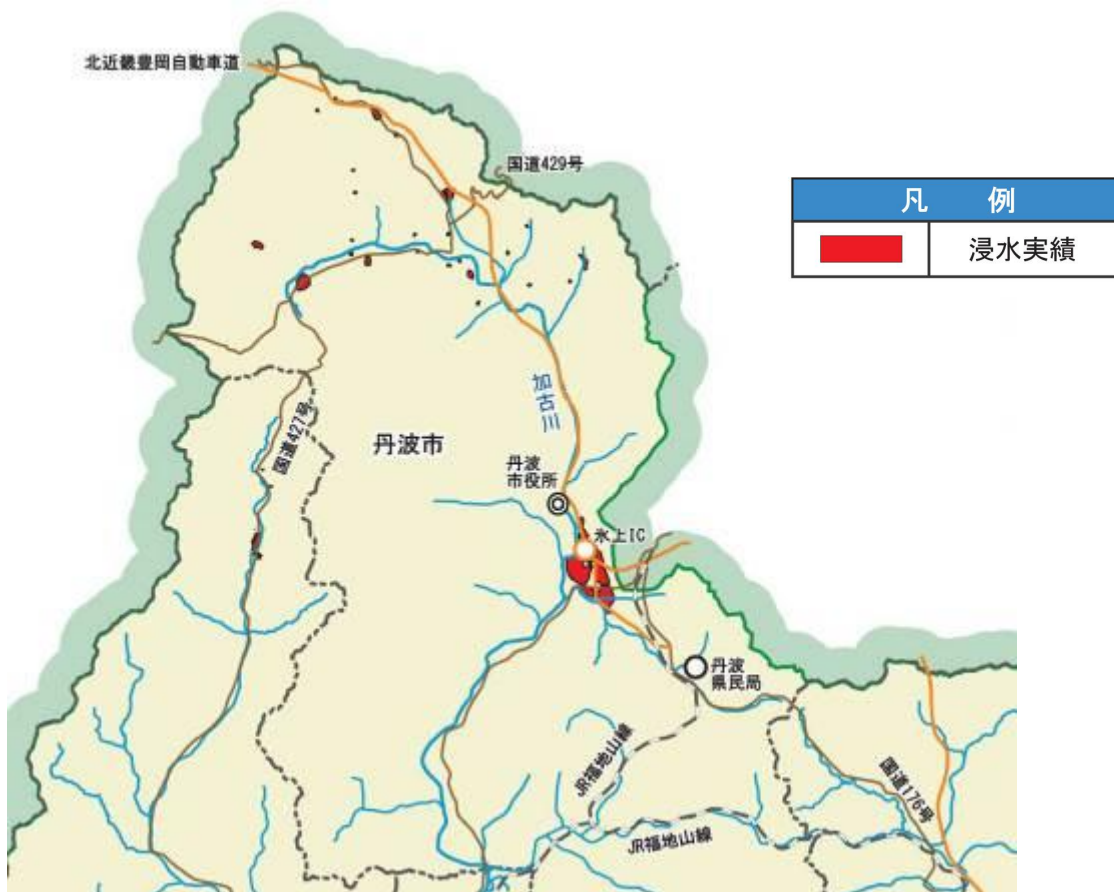 北近畿豊岡自動車道
国道429号
凡 例
浸水実績
加古川
国道427号
丹波市
丹波
市役所
氷上IC
丹波
県民局
JR福地山線
国道176号
JR福地山線